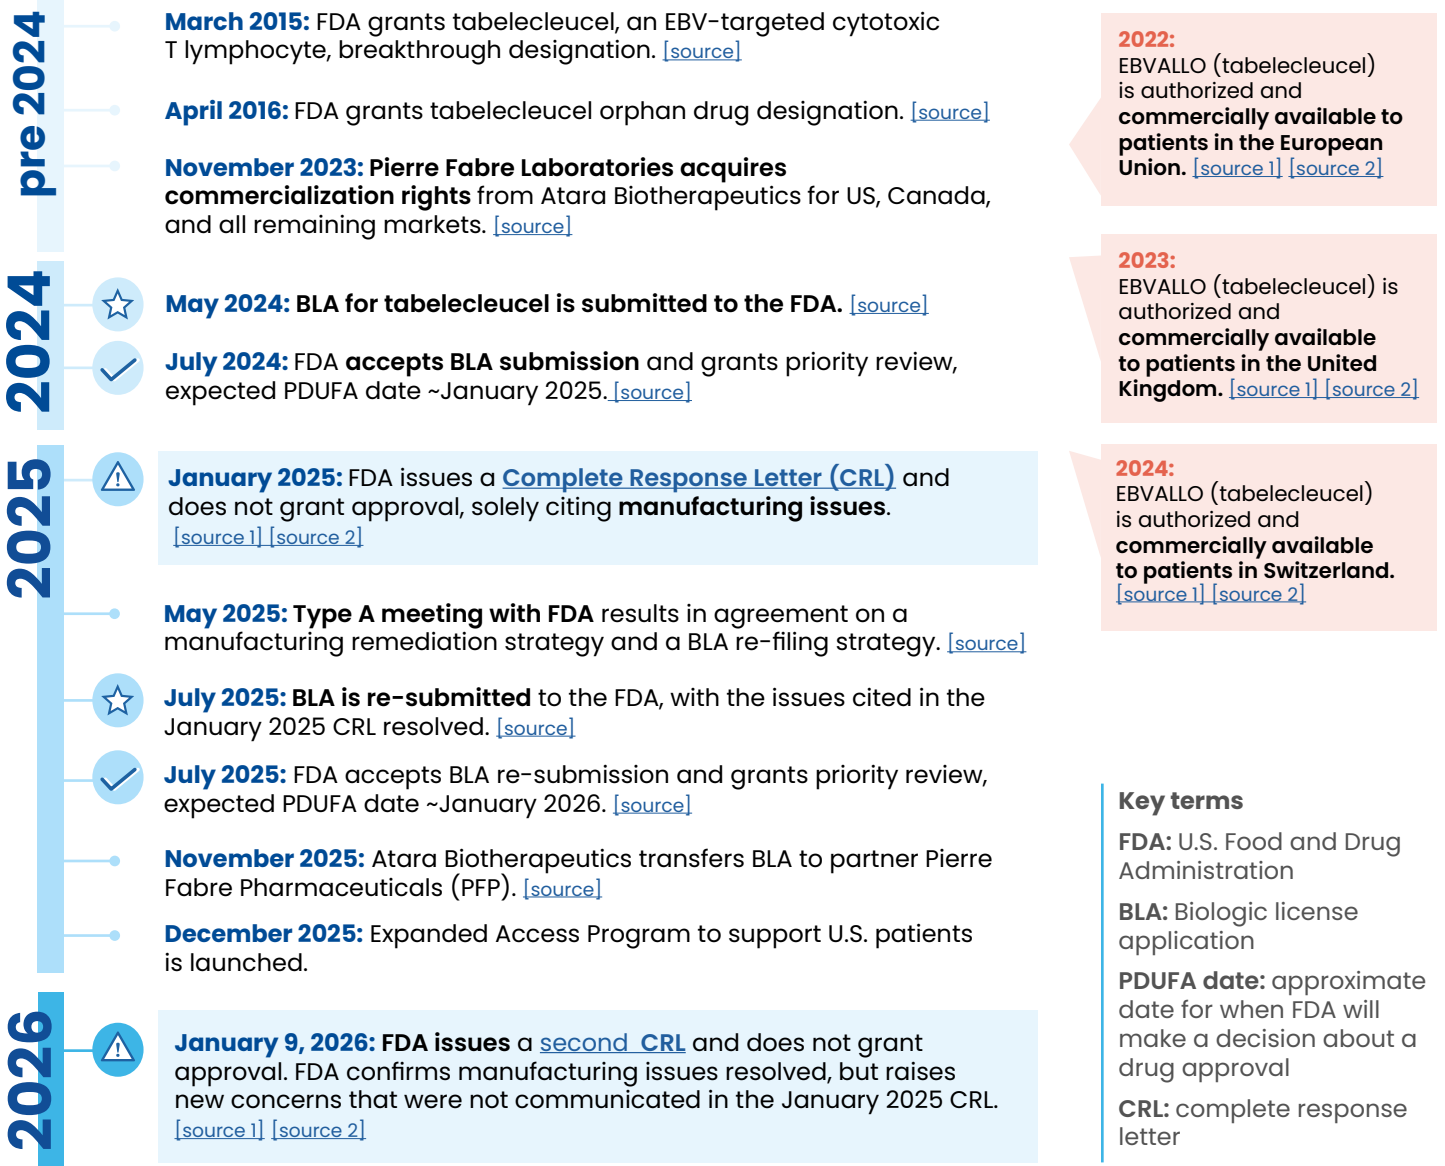 pre 2024
March 2015: FDA grants tabelecleucel, an EBV-targeted cytotoxic
T lymphocyte, breakthrough designation. [source]
April 2016: FDA grants tabelecleucel orphan drug designation. [source]
November 2023: Pierre Fabre Laboratories acquires
commercialization rights from Atara Biotherapeutics for US, Canada,
and all remaining markets. [source]
2024
May 2024: BLA for tabelecleucel is submitted to the FDA. [source]
July 2024: FDA accepts BLA submission and grants priority review,
expected PDUFA date ~January 2025. [source]
2025
January 2025: FDA issues a Complete Response Letter (CRL) and
does not grant approval, solely citing manufacturing issues.
[source 1] [source 2]
May 2025: Type A meeting with FDA results in agreement on a
manufacturing remediation strategy and a BLA re-filing strategy. [source]
July 2025: BLA is re-submitted to the FDA, with the issues cited in the
January 2025 CRL resolved. [source]
July 2025: FDA accepts BLA re-submission and grants priority review,
expected PDUFA date ~January 2026. [source]
November 2025: Atara Biotherapeutics transfers BLA to partner Pierre
Fabre Pharmaceuticals (PFP). [source]
December 2025: Expanded Access Program to support U.S. patients
is launched.
2026
January 9, 2026: FDA issues a second CRL and does not grant
approval. FDA confirms manufacturing issues resolved, but raises
new concerns that were not communicated in the January 2025 CRL.
[source 1] [source 2]
2022:
EBVALLO (tabelecleucel)
is authorized and
commercially available to
patients in the European
Union. [source 1] [source 2]
2023:
EBVALLO (tabelecleucel) is
authorized and
commercially available
to patients in the United
Kingdom. [source 1] [source 2]
2024:
EBVALLO (tabelecleucel)
is authorized and
commercially available
to patients in Switzerland.
[source 1] [source 2]
Key terms
FDA: U.S. Food and Drug
Administration
BLA: Biologic license
application
PDUFA date: approximate
date for when FDA will
make a decision about a
drug approval
CRL: complete response
letter